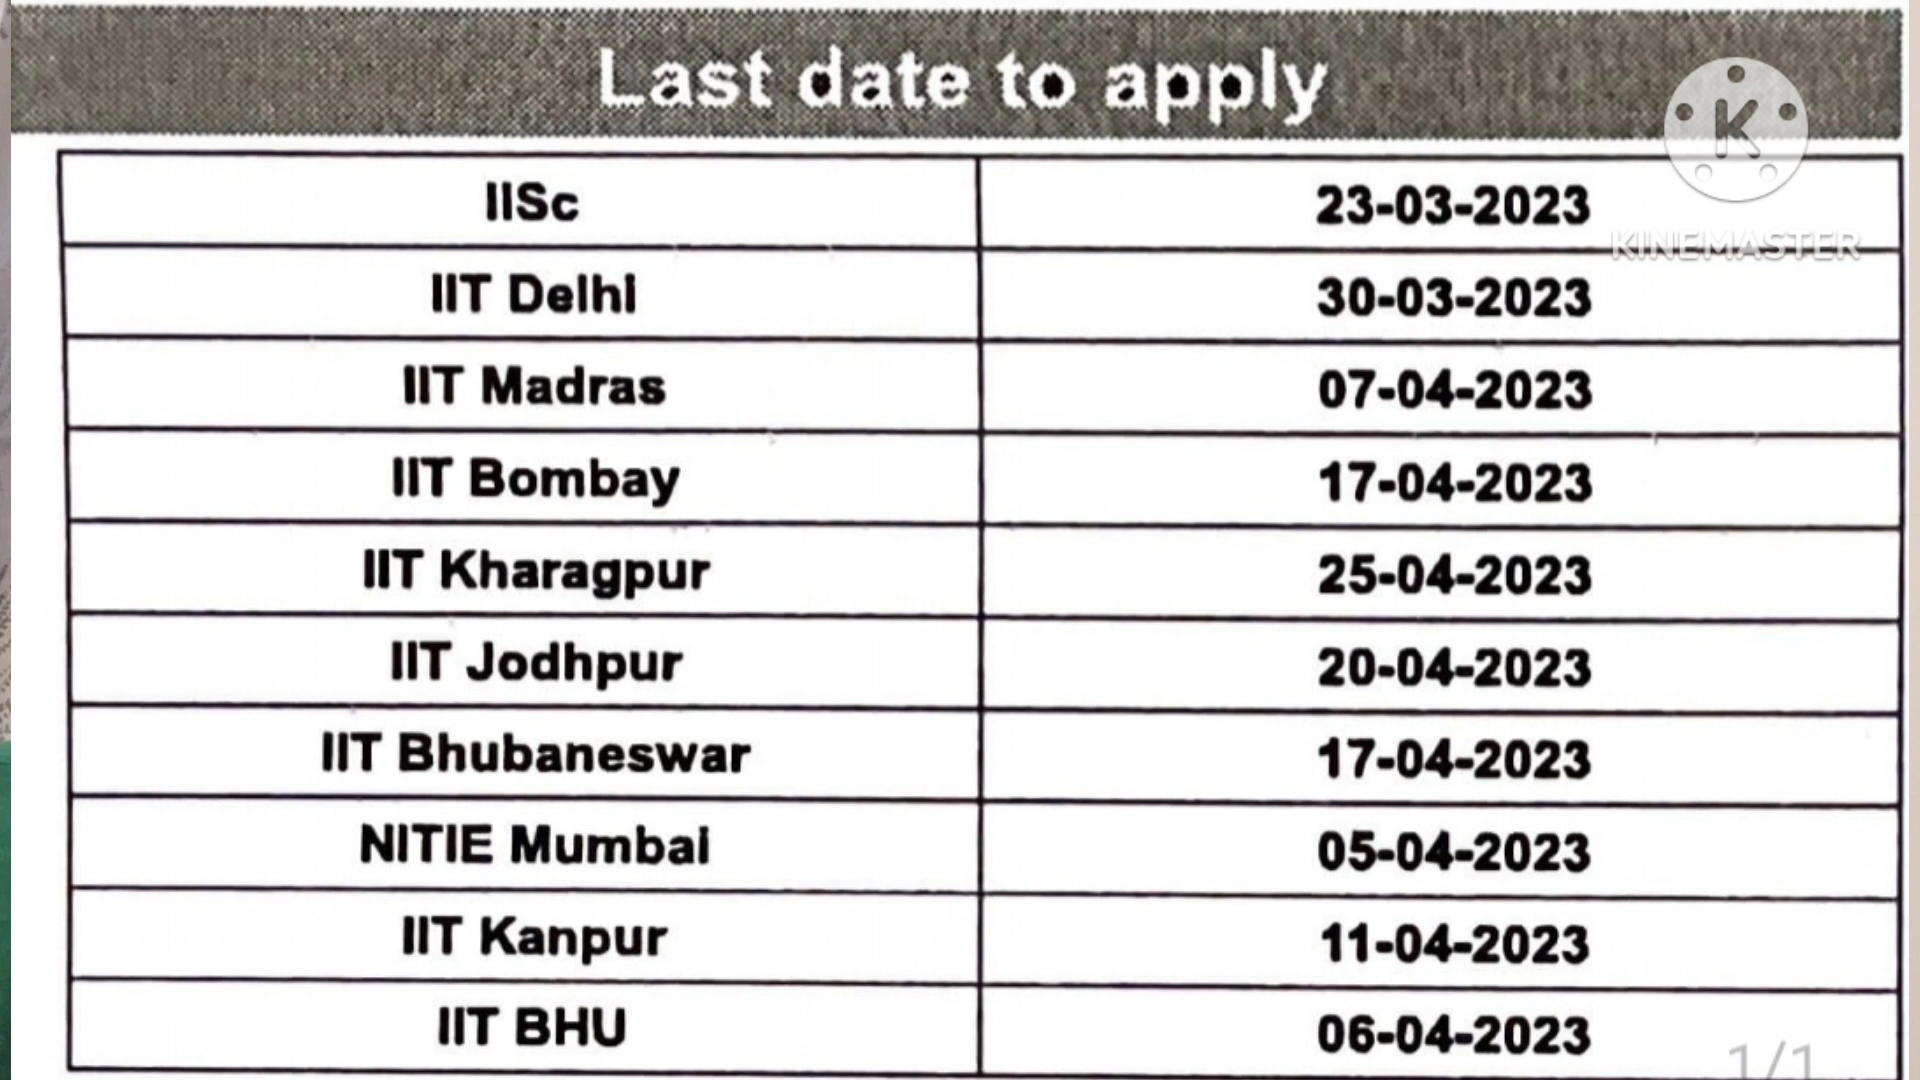 Last date to apply
K
KINEMASTER
IISc 23-03-2023
IIT Delhi 30-03-2023
IIT Madras 07-04-2023
IIT Bombay 17-04-2023
IIT Kharagpur 25-04-2023
IIT Jodhpur 20-04-2023
IIT Bhubaneswar 17-04-2023
NITIE Mumbai 05-04-2023
IIT Kanpur 11-04-2023
IIT BHU 06-04-2023
1/1